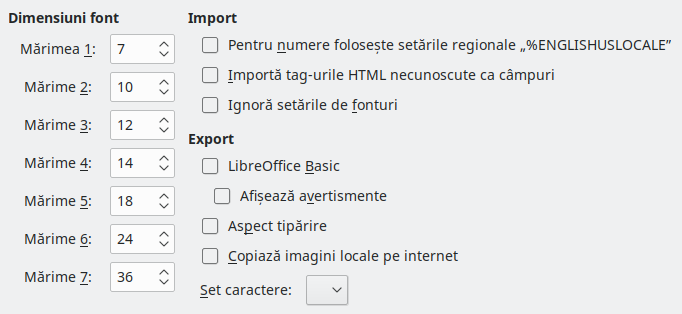 Dimensiuni font
Mărimea 1: 7
Mărime 2: 10
Mărime 3: 12
Mărime 4: 14
Mărime 5: 18
Mărime 6: 24
Mărime 7: 36
Import
Pentru numere folosește setările regionale „%ENGLISHUSLOCALE”
Importă tag-urile HTML necunoscute ca câmpuri
Ignoră setările de fonturi
Export
LibreOffice Basic
Afișează avertismente
Aspect tipărire
Copiază imagini locale pe internet
Set caractere: